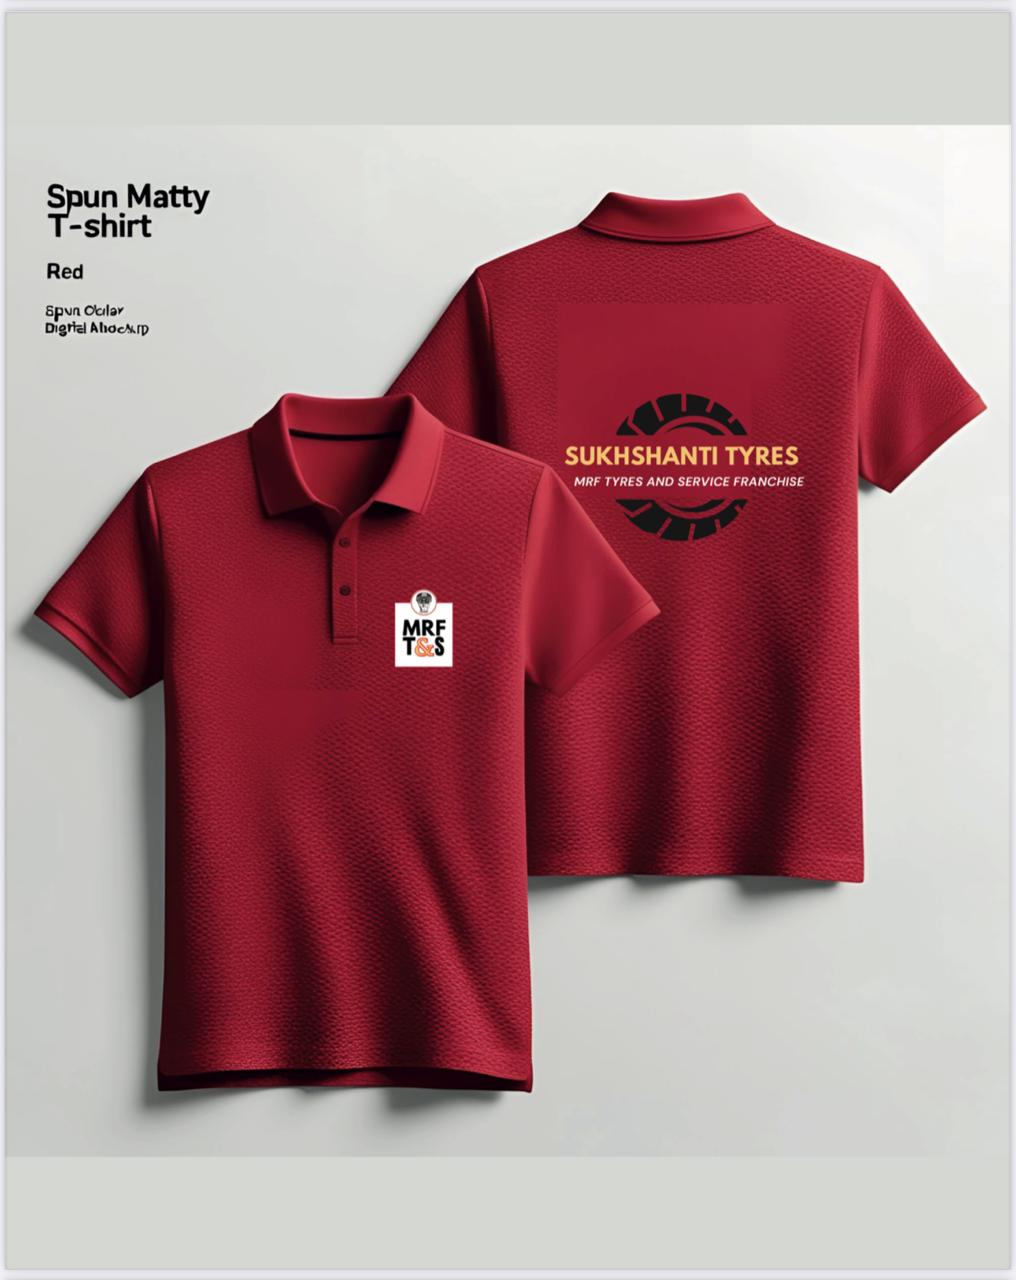 Spun Matty
T-shirt
Red
SUKHSHANTI TYRES
MRF TYRES AND SERVICE FRANCHISE
MRF
T&S